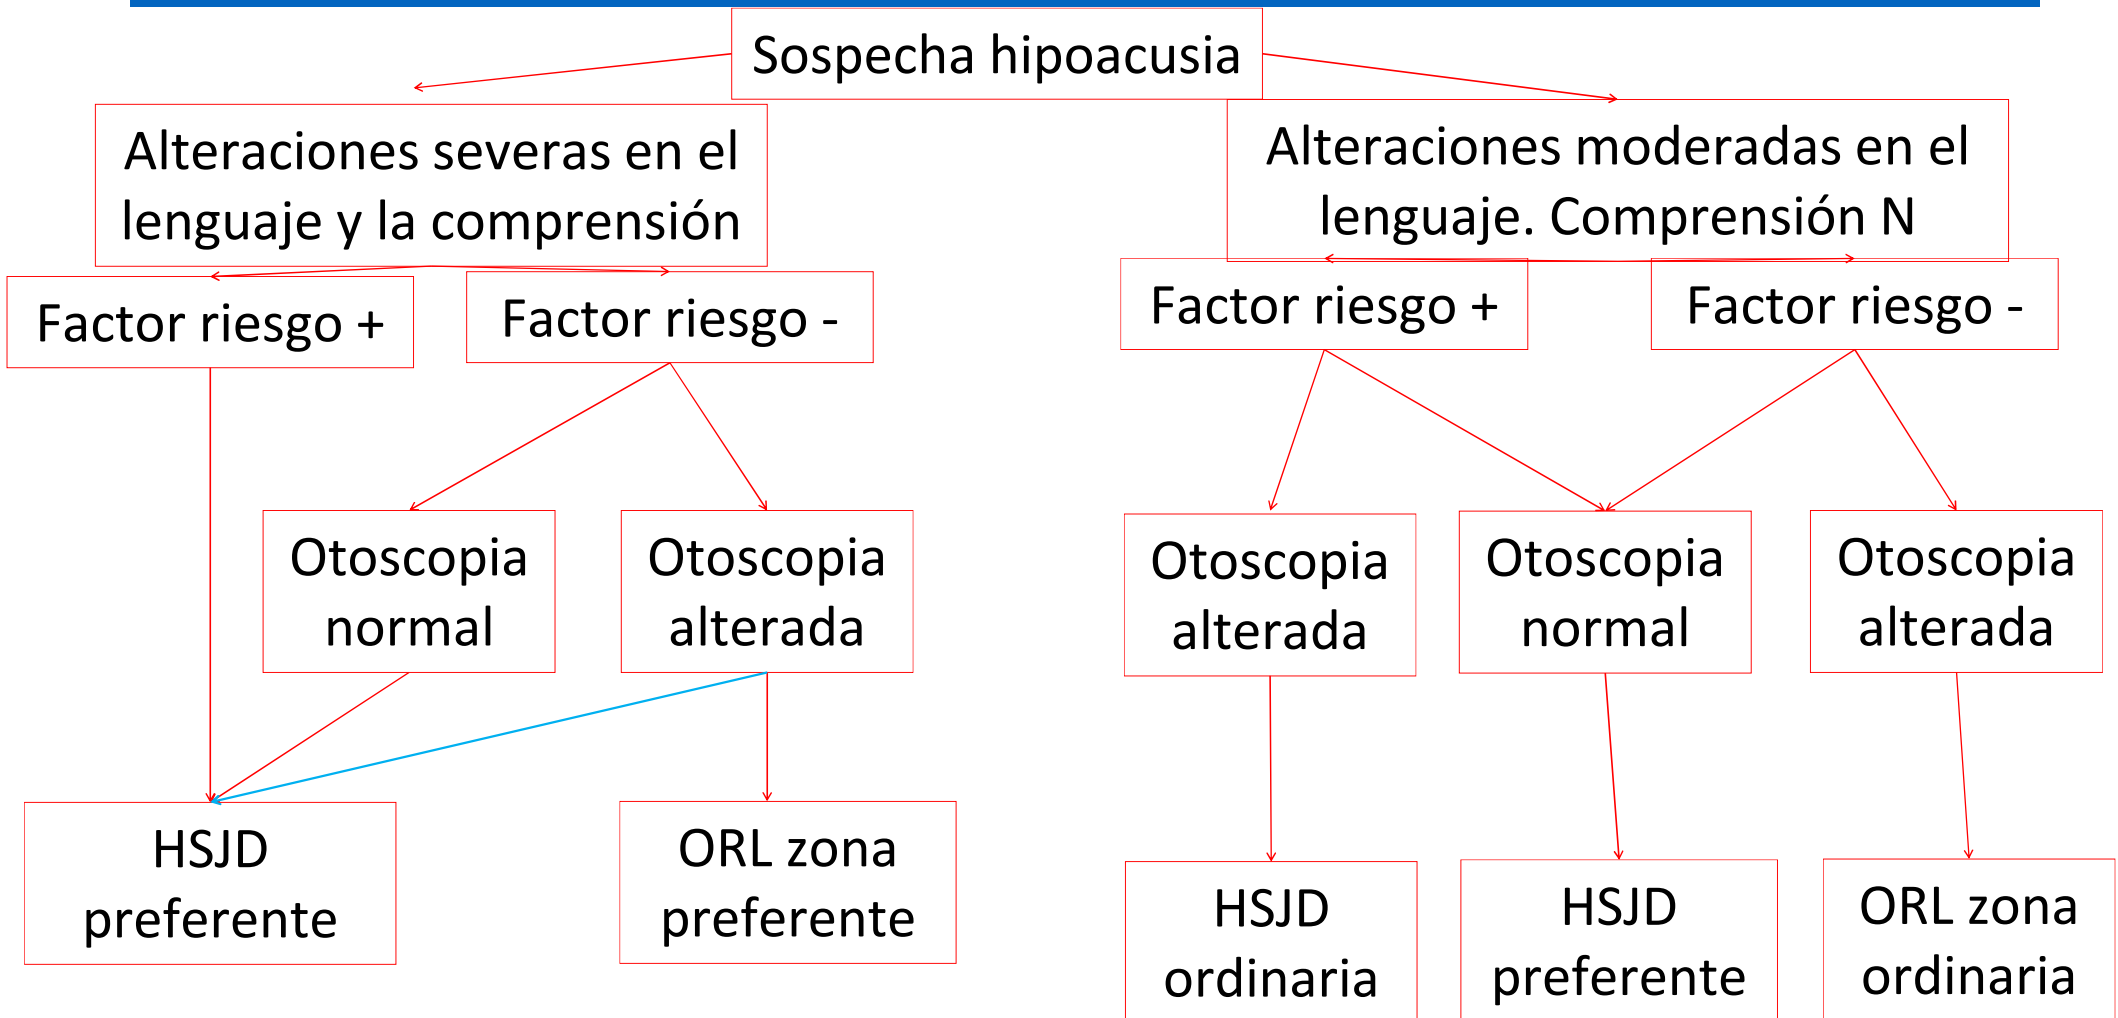 Sospecha hipoacusia
Alteraciones severas en el
lenguaje y la comprensión
Alteraciones moderadas en el
lenguaje. Comprensión N
Factor riesgo +
Factor riesgo -
Factor riesgo +
Factor riesgo -
Otoscopia
normal
Otoscopia
alterada
Otoscopia
alterada
Otoscopia
normal
Otoscopia
alterada
HSJD
preferente
ORL zona
preferente
HSJD
ordinaria
HSJD
preferente
ORL zona
ordinaria